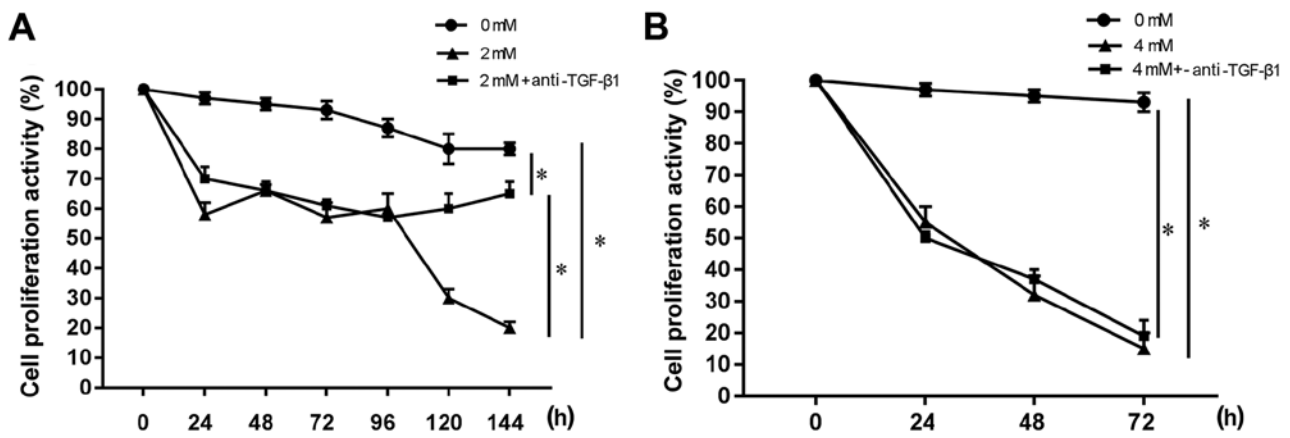 A
0 mM
2 mM
2 mM+anti-TGF-β1
Cell proliferation activity (%)
100
90
80
70
60
50
40
30
20
10
0
*
*
*
0 24 48 72 96 120 144 (h)
B
0 mM
4 mM
4 mM+-anti-TGF-β1
Cell proliferation activity (%)
100
90
80
70
60
50
40
30
20
10
0
*
*
0 24 48 72 (h)